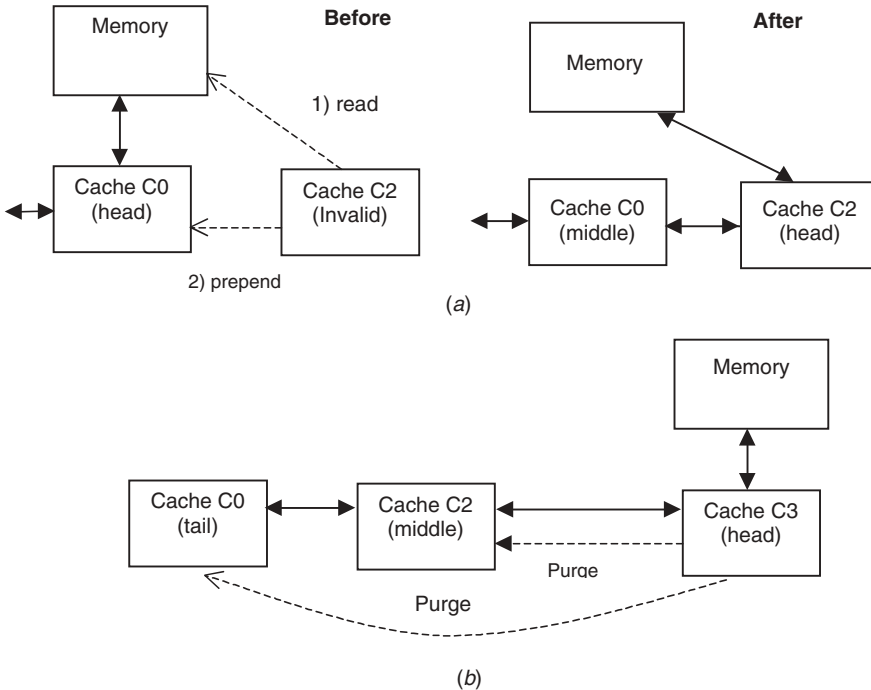 Before
Memory
1) read
Cache C0
(head)
Cache C2
(Invalid)
2) prepend
After
Memory
Cache C0
(middle)
Cache C2
(head)
(a)
Memory
Cache C0
(tail)
Cache C2
(middle)
Cache C3
(head)
Purge
Purge
(b)